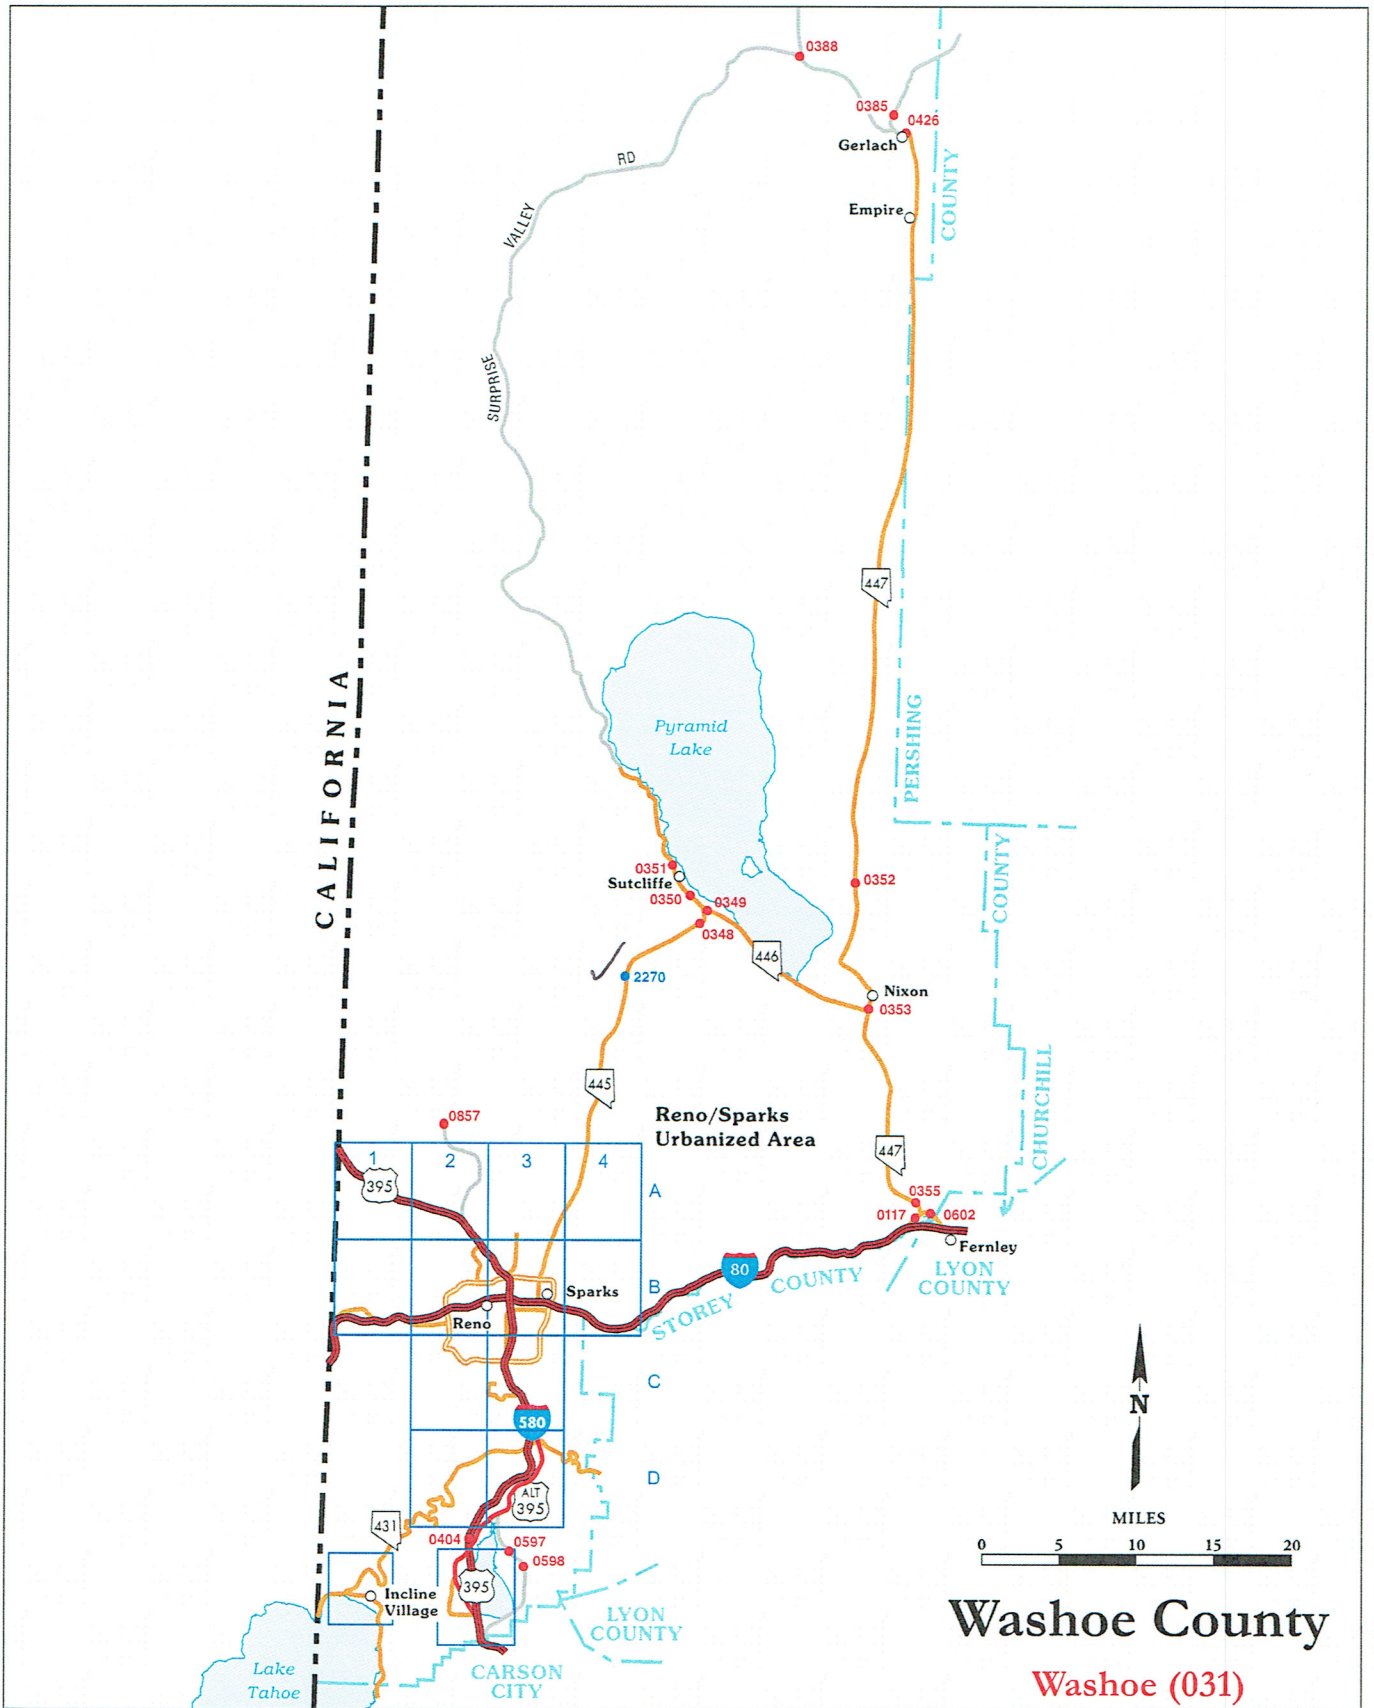 0388
0385
0426
Gerlach
RD
COUNTY
Empire
VALLEY
SURPRISE
447
CALIFORNIA
Pyramid
Lake
PERSHING
COUNTY
0351
Sutcliffe
0352
0350
0349
0348
446
2270
Nixon
0353
CHURCHILL
445
Reno/Sparks
Urbanized Area
0857
447
1
2
3
4
395
A
0355
0117
0602
Fernley
80
LYON
COUNTY
B
Sparks
STOREY COUNTY
Reno
C
N
580
D
ALT
395
MILES
431
0404
0597
0598
0 5 10 15 20
395
Incline
Village
LYON
COUNTY
Washoe County
Lake
Tahoe
CARSON
CITY
Washoe (031)